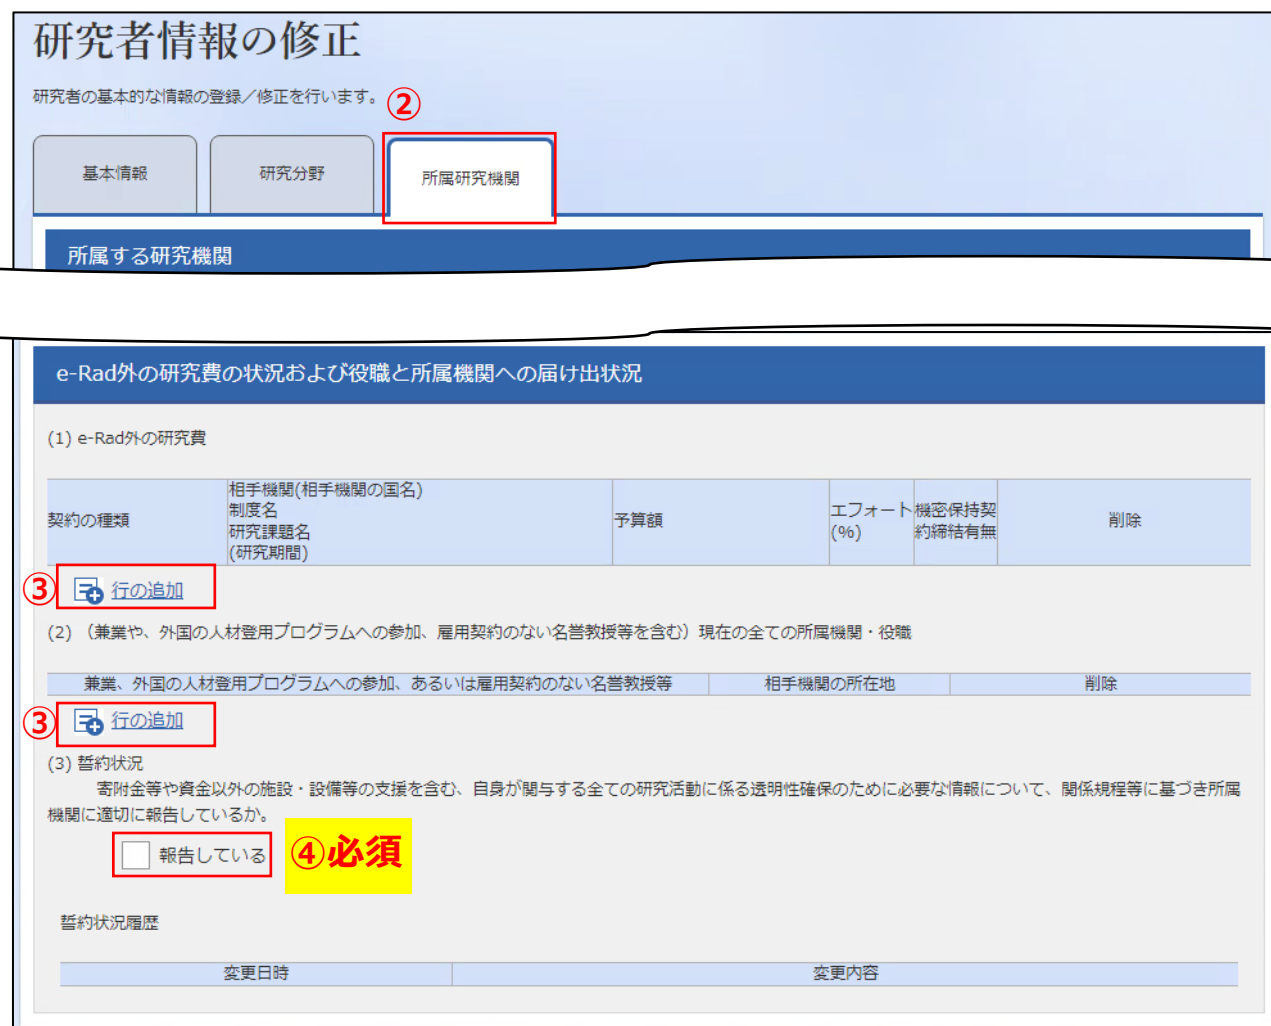 研究者情報の修正
研究者の基本的な情報の登録／修正を行います。
②
基本情報
研究分野
所属研究機関
所属する研究機関
e-Rad外の研究費の状況および役職と所属機関への届け出状況
(1) e-Rad外の研究費
契約の種類
相手機関(相手機関の国名)
制度名
研究課題名
(研究期間)
予算額
エフォート
(%)
機密保持契
約締結有無
削除
③ 行の追加
(2) （兼業や、外国の人材登用プログラムへの参加、雇用契約のない名誉教授等を含む）現在の全ての所属機関・役職
兼業、外国の人材登用プログラムへの参加、あるいは雇用契約のない名誉教授等
相手機関の所在地
削除
③ 行の追加
(3) 誓約状況
寄附金等や資金以外の施設・設備等の支援を含む、自身が関与する全ての研究活動に係る透明性確保のために必要な情報について、関係規程等に基づき所属
機関に適切に報告しているか。
報告している
④必須
誓約状況履歴
変更日時
変更内容